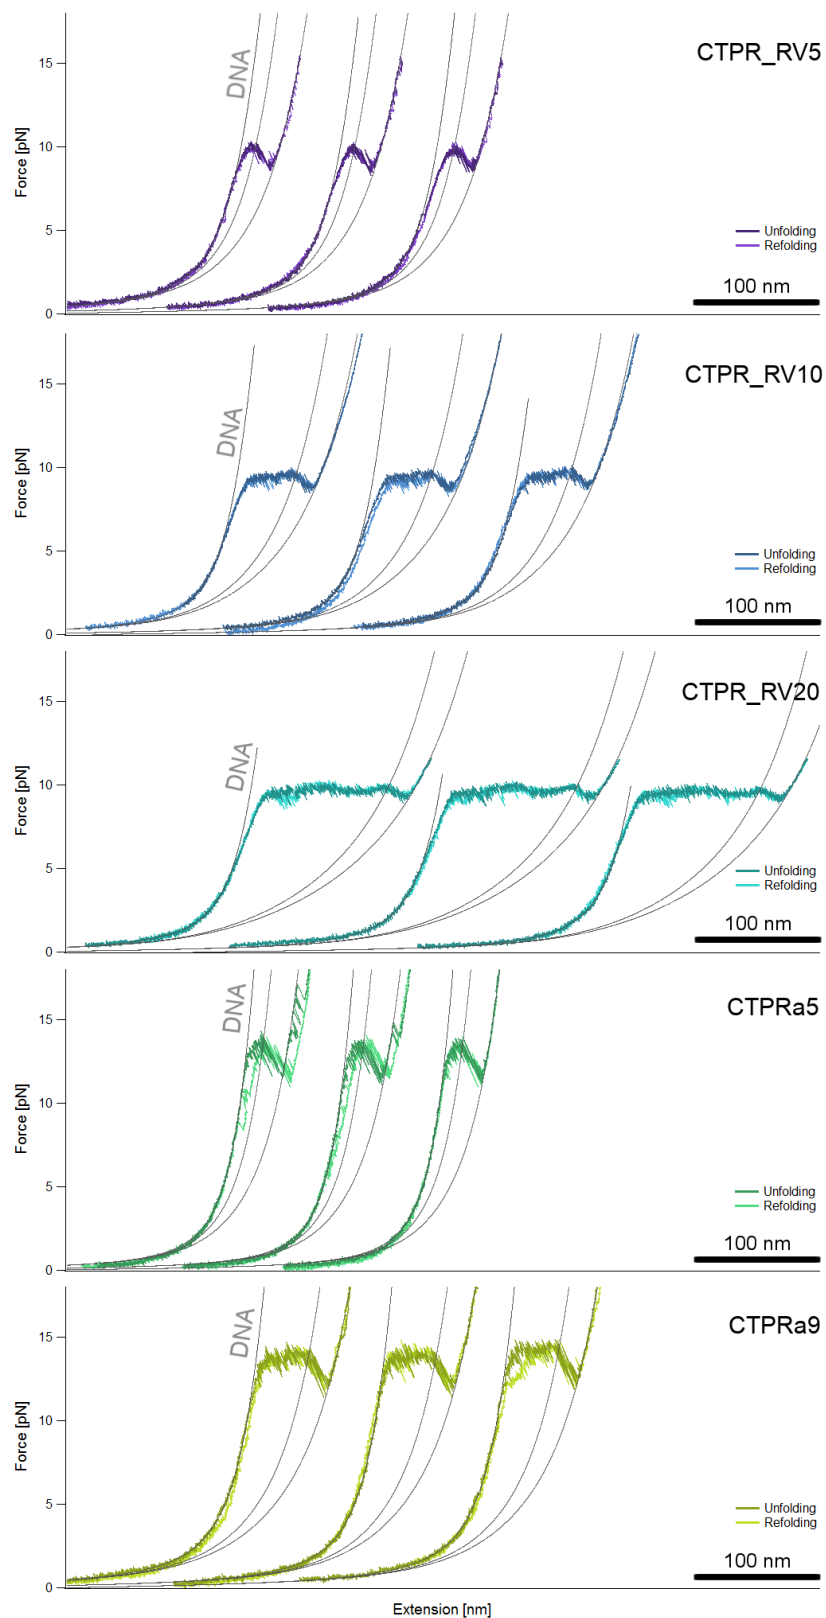 CTPR_RV5
DNA
15
10
5
0
Force [pN]
Unfolding
Refolding
100 nm
CTPR_RV10
DNA
15
10
5
0
Force [pN]
Unfolding
Refolding
100 nm
CTPR_RV20
DNA
15
10
5
0
Force [pN]
Unfolding
Refolding
100 nm
CTPRa5
DNA
15
10
5
0
Force [pN]
Unfolding
Refolding
100 nm
CTPRa9
DNA
15
10
5
0
Force [pN]
Unfolding
Refolding
100 nm
Extension [nm]